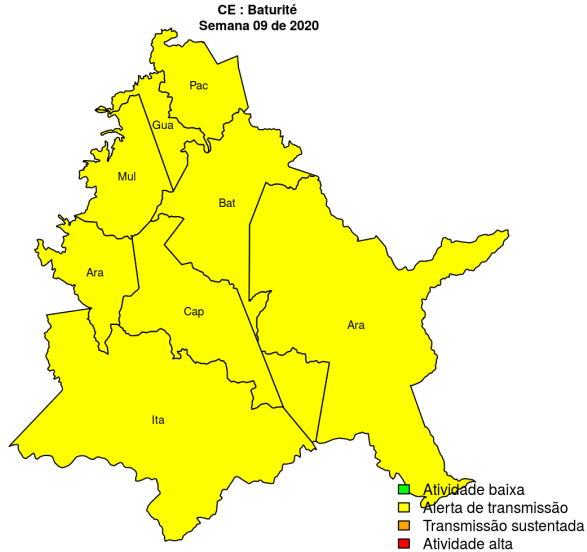 CE : Baturité
Semana 09 de 2020
Pac
Gua
Mul
Bat
Ara
Cap
Ara
Ita
Atividade baixa
Alerta de transmissão
Transmissão sustentada
Atividade alta